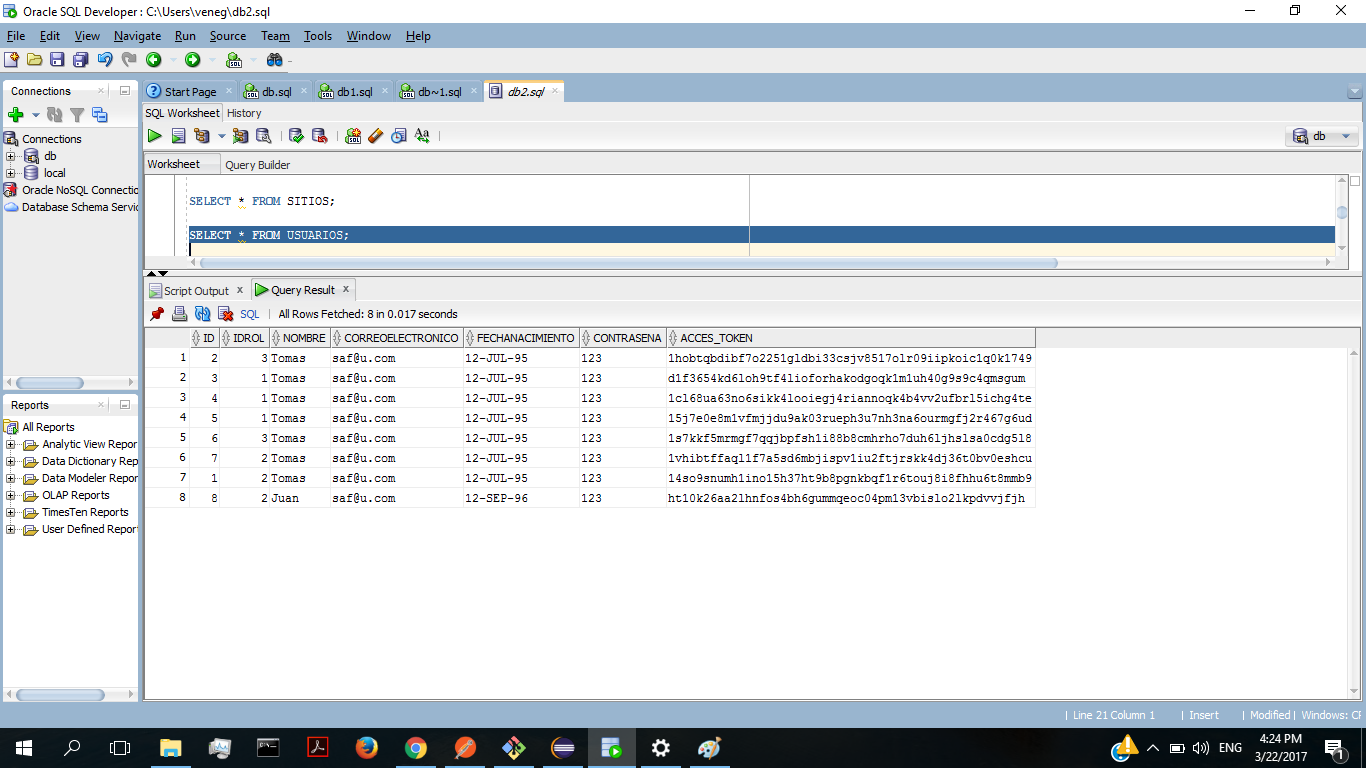 Oracle SQL Developer : C:\Users\veneg\db2.sql
File Edit View Navigate Run Source Team Tools Window Help
Connections
Start Page db.sql db1.sql db~1.sql db2.sql
SQL Worksheet History
db
Worksheet Query Builder
Connections
db
local
Oracle NoSQL Connectio
Database Schema Servic
SELECT * FROM SITIOS;
SELECT * FROM USUARIOS;
Script Output Query Result
SQL All Rows Fetched: 8 in 0.017 seconds
ID IDROL NOMBRE CORREOELECTRONICO FECHANACIMIENTO CONTRASENA ACCES_TOKEN
1 2 3 Tomas saf@u.com 12-JUL-95 123 1hobtqbdibf7o2251gldbi33csjv8517olr09iipkoic1q0k1749
2 3 1 Tomas saf@u.com 12-JUL-95 123 d1f3654kd6loh9tf4lioforhakodgoqk1m1uh40g9s9c4qmsgum
3 4 1 Tomas saf@u.com 12-JUL-95 123 1cl68ua63no6sikk4looiegj4riannoqk4b4vv2ufbrl5ichg4te
4 5 1 Tomas saf@u.com 12-JUL-95 123 15j7e0e8m1vfmjjdu9ak03rueph3u7nh3na6ourmgfj2r467g6ud
5 6 3 Tomas saf@u.com 12-JUL-95 123 1s7kkf5mrmgf7qqjbpfsh1i88b8cmhrho7duh6ljhslsa0cdg5l8
6 7 2 Tomas saf@u.com 12-JUL-95 123 1vhibtffaql1f7a5sd6mbjispv1iu2ftjrskk4dj36t0bv0eshcu
7 1 2 Tomas saf@u.com 12-JUL-95 123 14so9snumh1ino15h37ht9b8pgnkbqf1r6touj8i8fhhu6t8mmb9
8 8 2 Juan saf@u.com 12-SEP-96 123 ht10k26aa2lhnfos4bh6gummqeoc04pm13vbislo2lkpdvvjfjh
Reports
All Reports
Analytic View Repor
Data Dictionary Rep
Data Modeler Repor
OLAP Reports
TimesTen Reports
User Defined Repor
Line 21 Column 1 Insert Modified Windows: CF
ENG 4:24 PM
3/22/2017
1